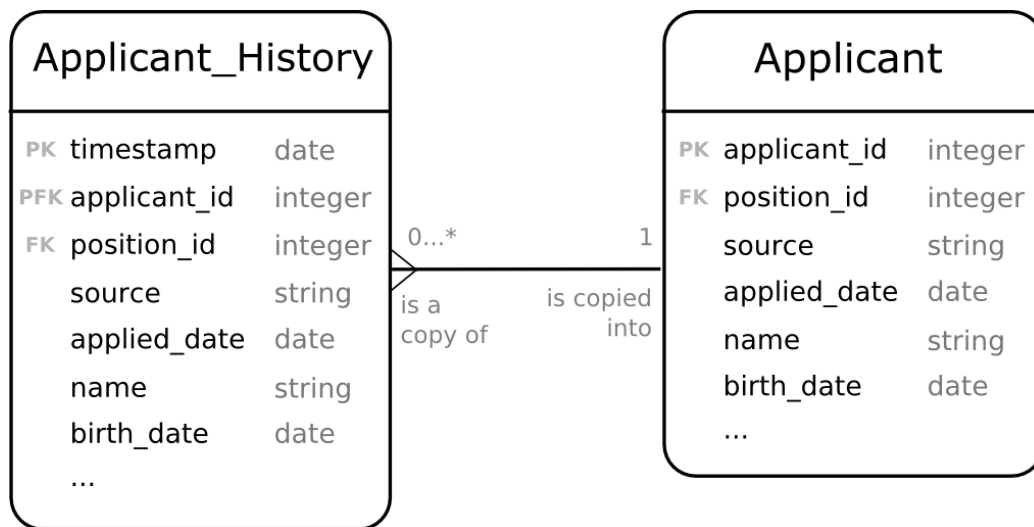 Applicant_History
PK timestamp date
PFK applicant_id integer
FK position_id integer
source string
applied_date date
name string
birth_date date
...
0...*
is a
copy of
1
is copied
into
Applicant
PK applicant_id integer
FK position_id integer
source string
applied_date date
name string
birth_date date
...